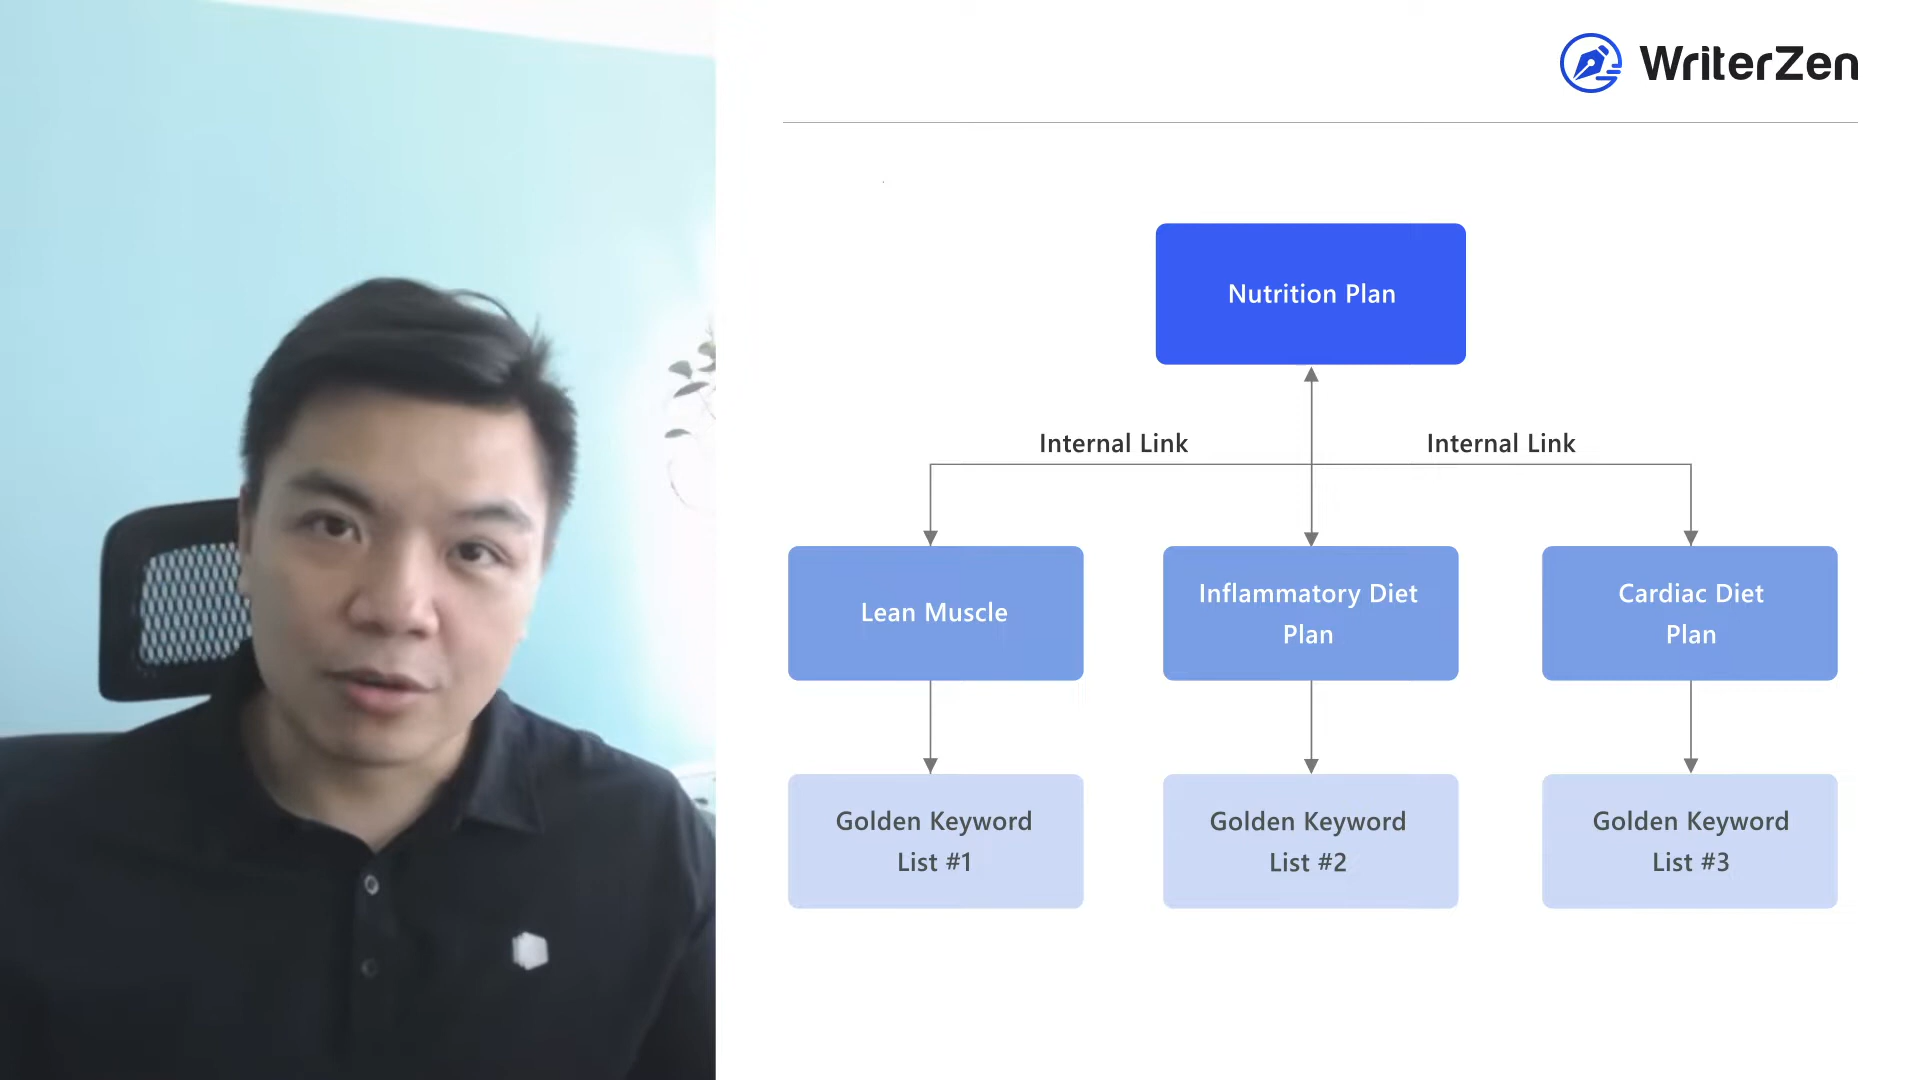 WriterZen
Nutrition Plan
Internal Link
Internal Link
Lean Muscle
Inflammatory Diet
Plan
Cardiac Diet
Plan
Golden Keyword
List #1
Golden Keyword
List #2
Golden Keyword
List #3